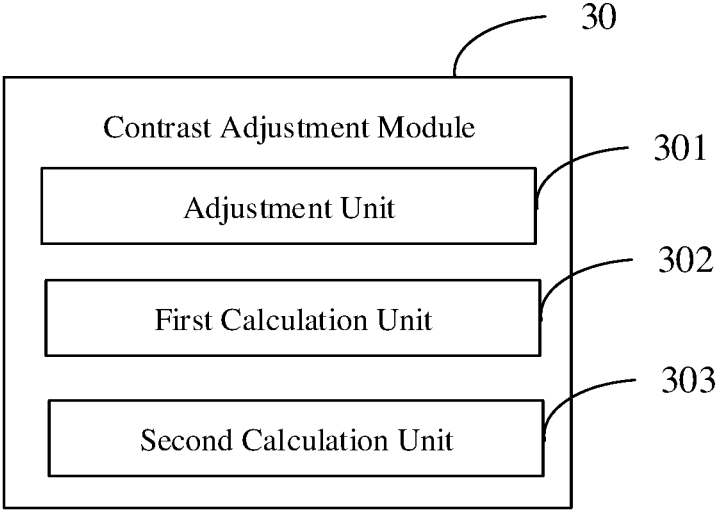 30
Contrast Adjustment Module
301
Adjustment Unit
302
First Calculation Unit
303
Second Calculation Unit